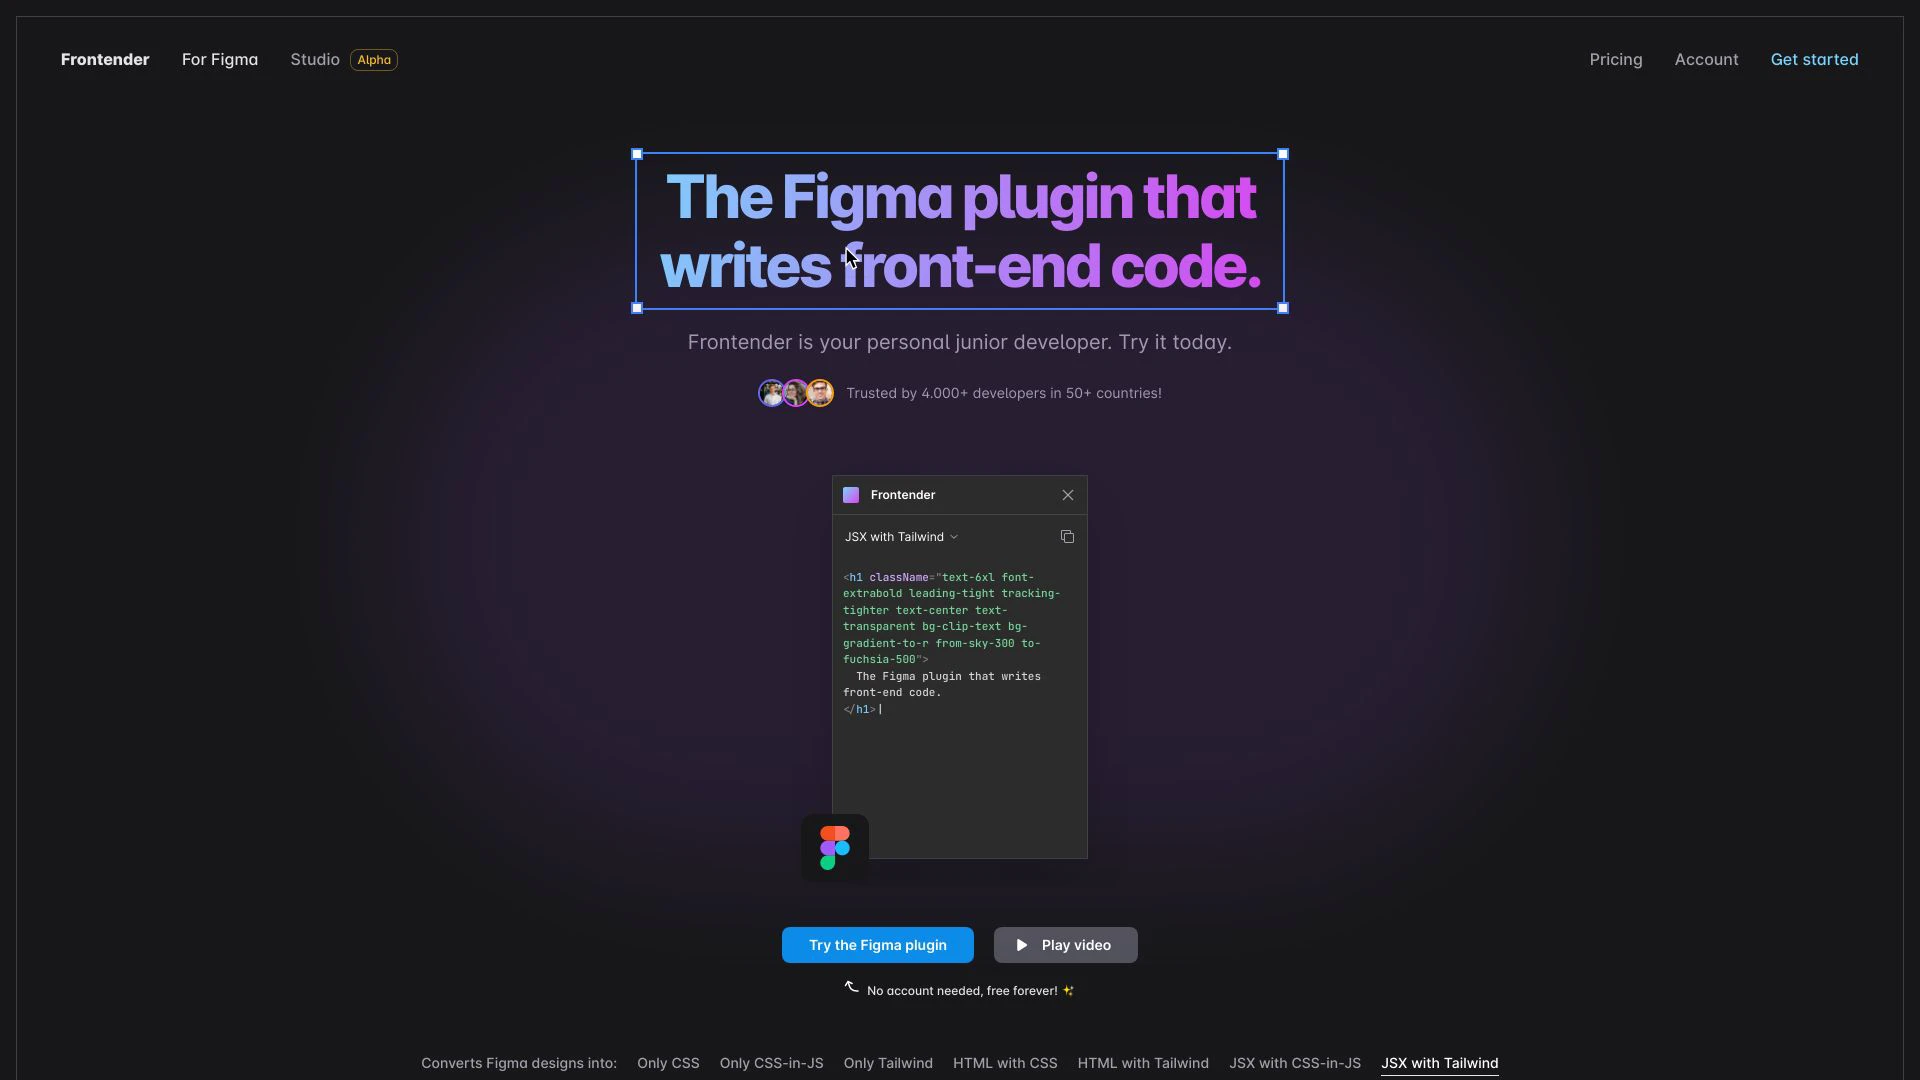 Frontender For Figma Studio Alpha Pricing Account Get started
The Figma plugin that
writes front-end code.
Frontender is your personal junior developer. Try it today.
Trusted by 4.000+ developers in 50+ countries!
Frontender
JSX with Tailwind
<h1 className="text-6xl font-
extrabold leading-tight tracking-
tighter text-center text-
transparent bg-clip-text bg-
gradient-to-r from-sky-300 to-
fuchsia-500">
The Figma plugin that writes
front-end code.
</h1>
Try the Figma plugin Play video
No account needed, free forever! ✨
Converts Figma designs into: Only CSS Only CSS-in-JS Only Tailwind HTML with CSS HTML with Tailwind JSX with CSS-in-JS JSX with Tailwind